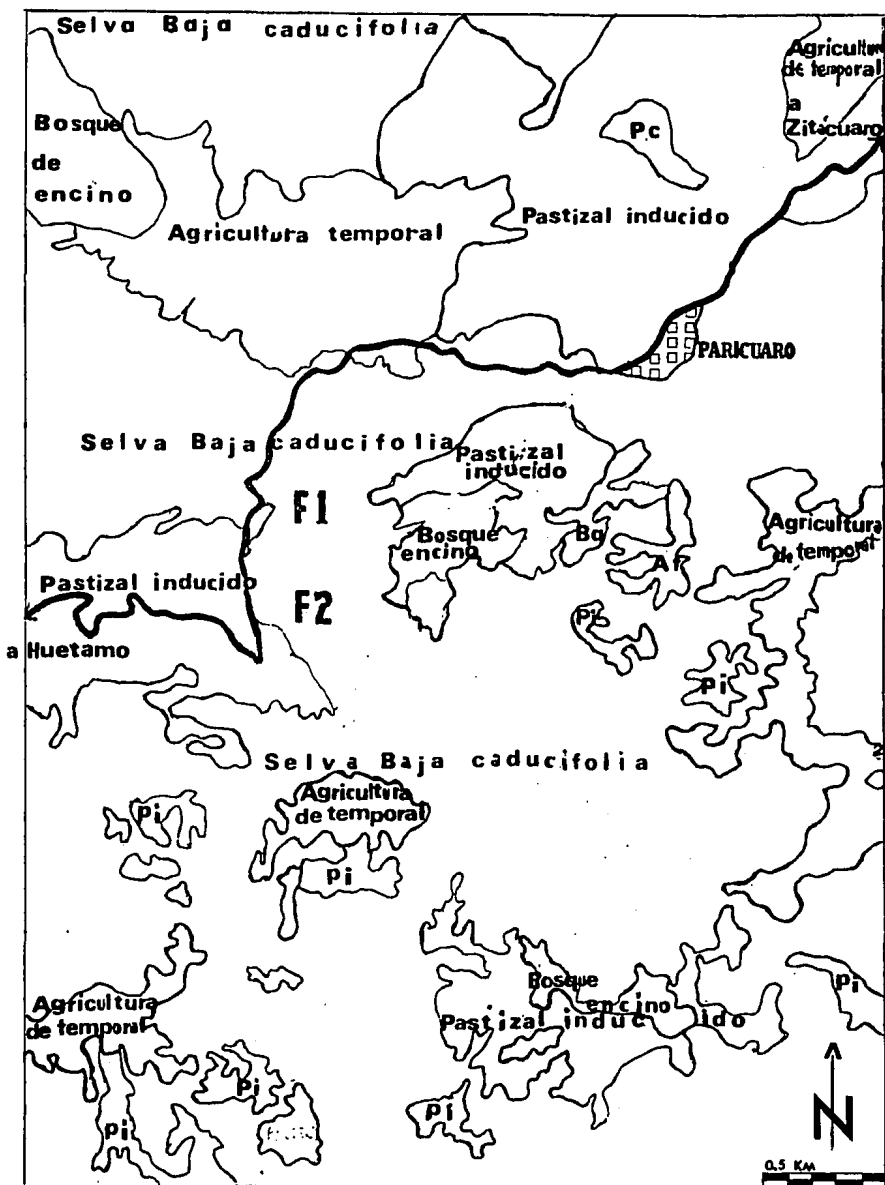 Selva Baja caducifolia
Agricultura
de temporal
a
Zitácuaro
Bosque
de
encino
Pc
Agricultura temporal
Pastizal inducido
PARICUARO
Selva Baja caducifolia
Pastizal
inducido
F1
Bosque
encino
Bq
Agricultura
de temporal
At
Pastizal inducido
F2
Pi
a Huetamo
Pi
2
Selva Baja caducifolia
Pi
Agricultura
de temporal
Pi
Bosque
encino
Pi
Agricultura
de temporal
Pastizal inducido
Pi
Pi
Pi
N
0.5 KM